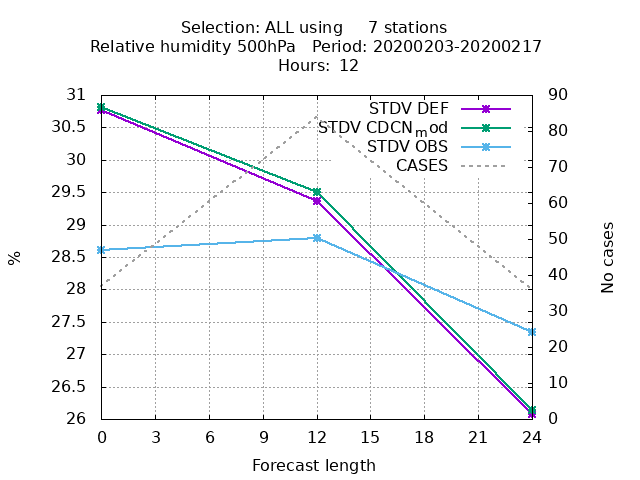 Selection: ALL using 7 stations
Relative humidity 500hPa Period: 20200203-20200217
Hours: 12
STDV DEF
STDV CDCN_mod
STDV OBS
CASES
%
31
30.5
30
29.5
29
28.5
28
27.5
27
26.5
26
90
80
70
60
50
40
30
20
10
0
No cases
0 3 6 9 12 15 18 21 24
Forecast length